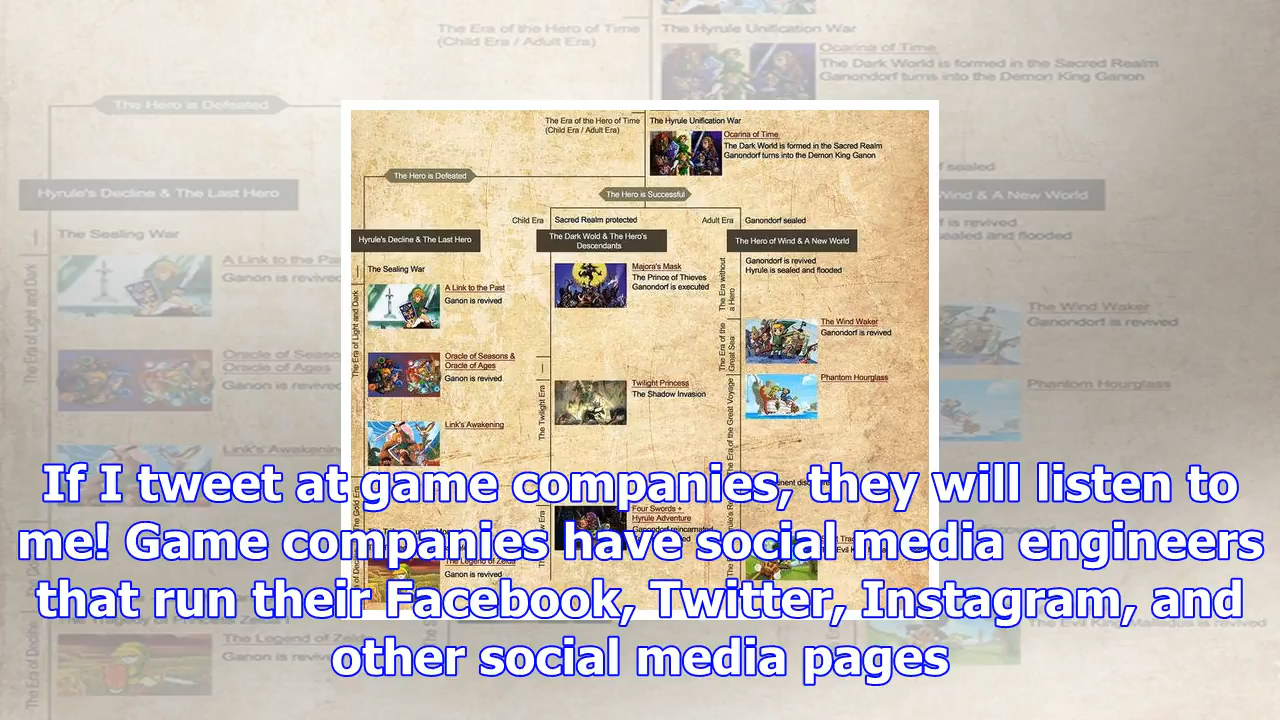 The Era of the Hero of Time
(Child Era / Adult Era)
The Hyrule Unification War
Ocarina of Time
The Dark World is formed in the Sacred Realm
Ganondorf turns into the Demon King Ganon
The Hero is Defeated
The Hero is Successful
Child Era
Sacred Realm protected
Adult Era
Ganondorf sealed
Hyrule's Decline & The Last Hero
The Dark Wold & The Hero's
Descendants
The Hero of Wind & A New World
The Sealing War
The Era of Light and Dark
A Link to the Past
Ganon is revived
Oracle of Seasons &
Oracle of Ages
Ganon is revived
Link's Awakening
The Gold Era
The Legend of Zelda
Ganon is revived
Majora's Mask
The Prince of Thieves
Ganondorf is executed
The Twilight Era
Twilight Princess
The Shadow Invasion
Four Swords +
Hyrule Adventure
Ganondorf reincarnated
Ganondorf is revived
Hyrule is sealed and flooded
The Era without
a Hero
The Era of the
Great Sea
The Wind Waker
Ganondorf is revived
The Era of the Great Voyage
Phantom Hourglass
If I tweet at game companies, they will listen to
me! Game companies have social media engineers
that run their Facebook, Twitter, Instagram, and
other social media pages